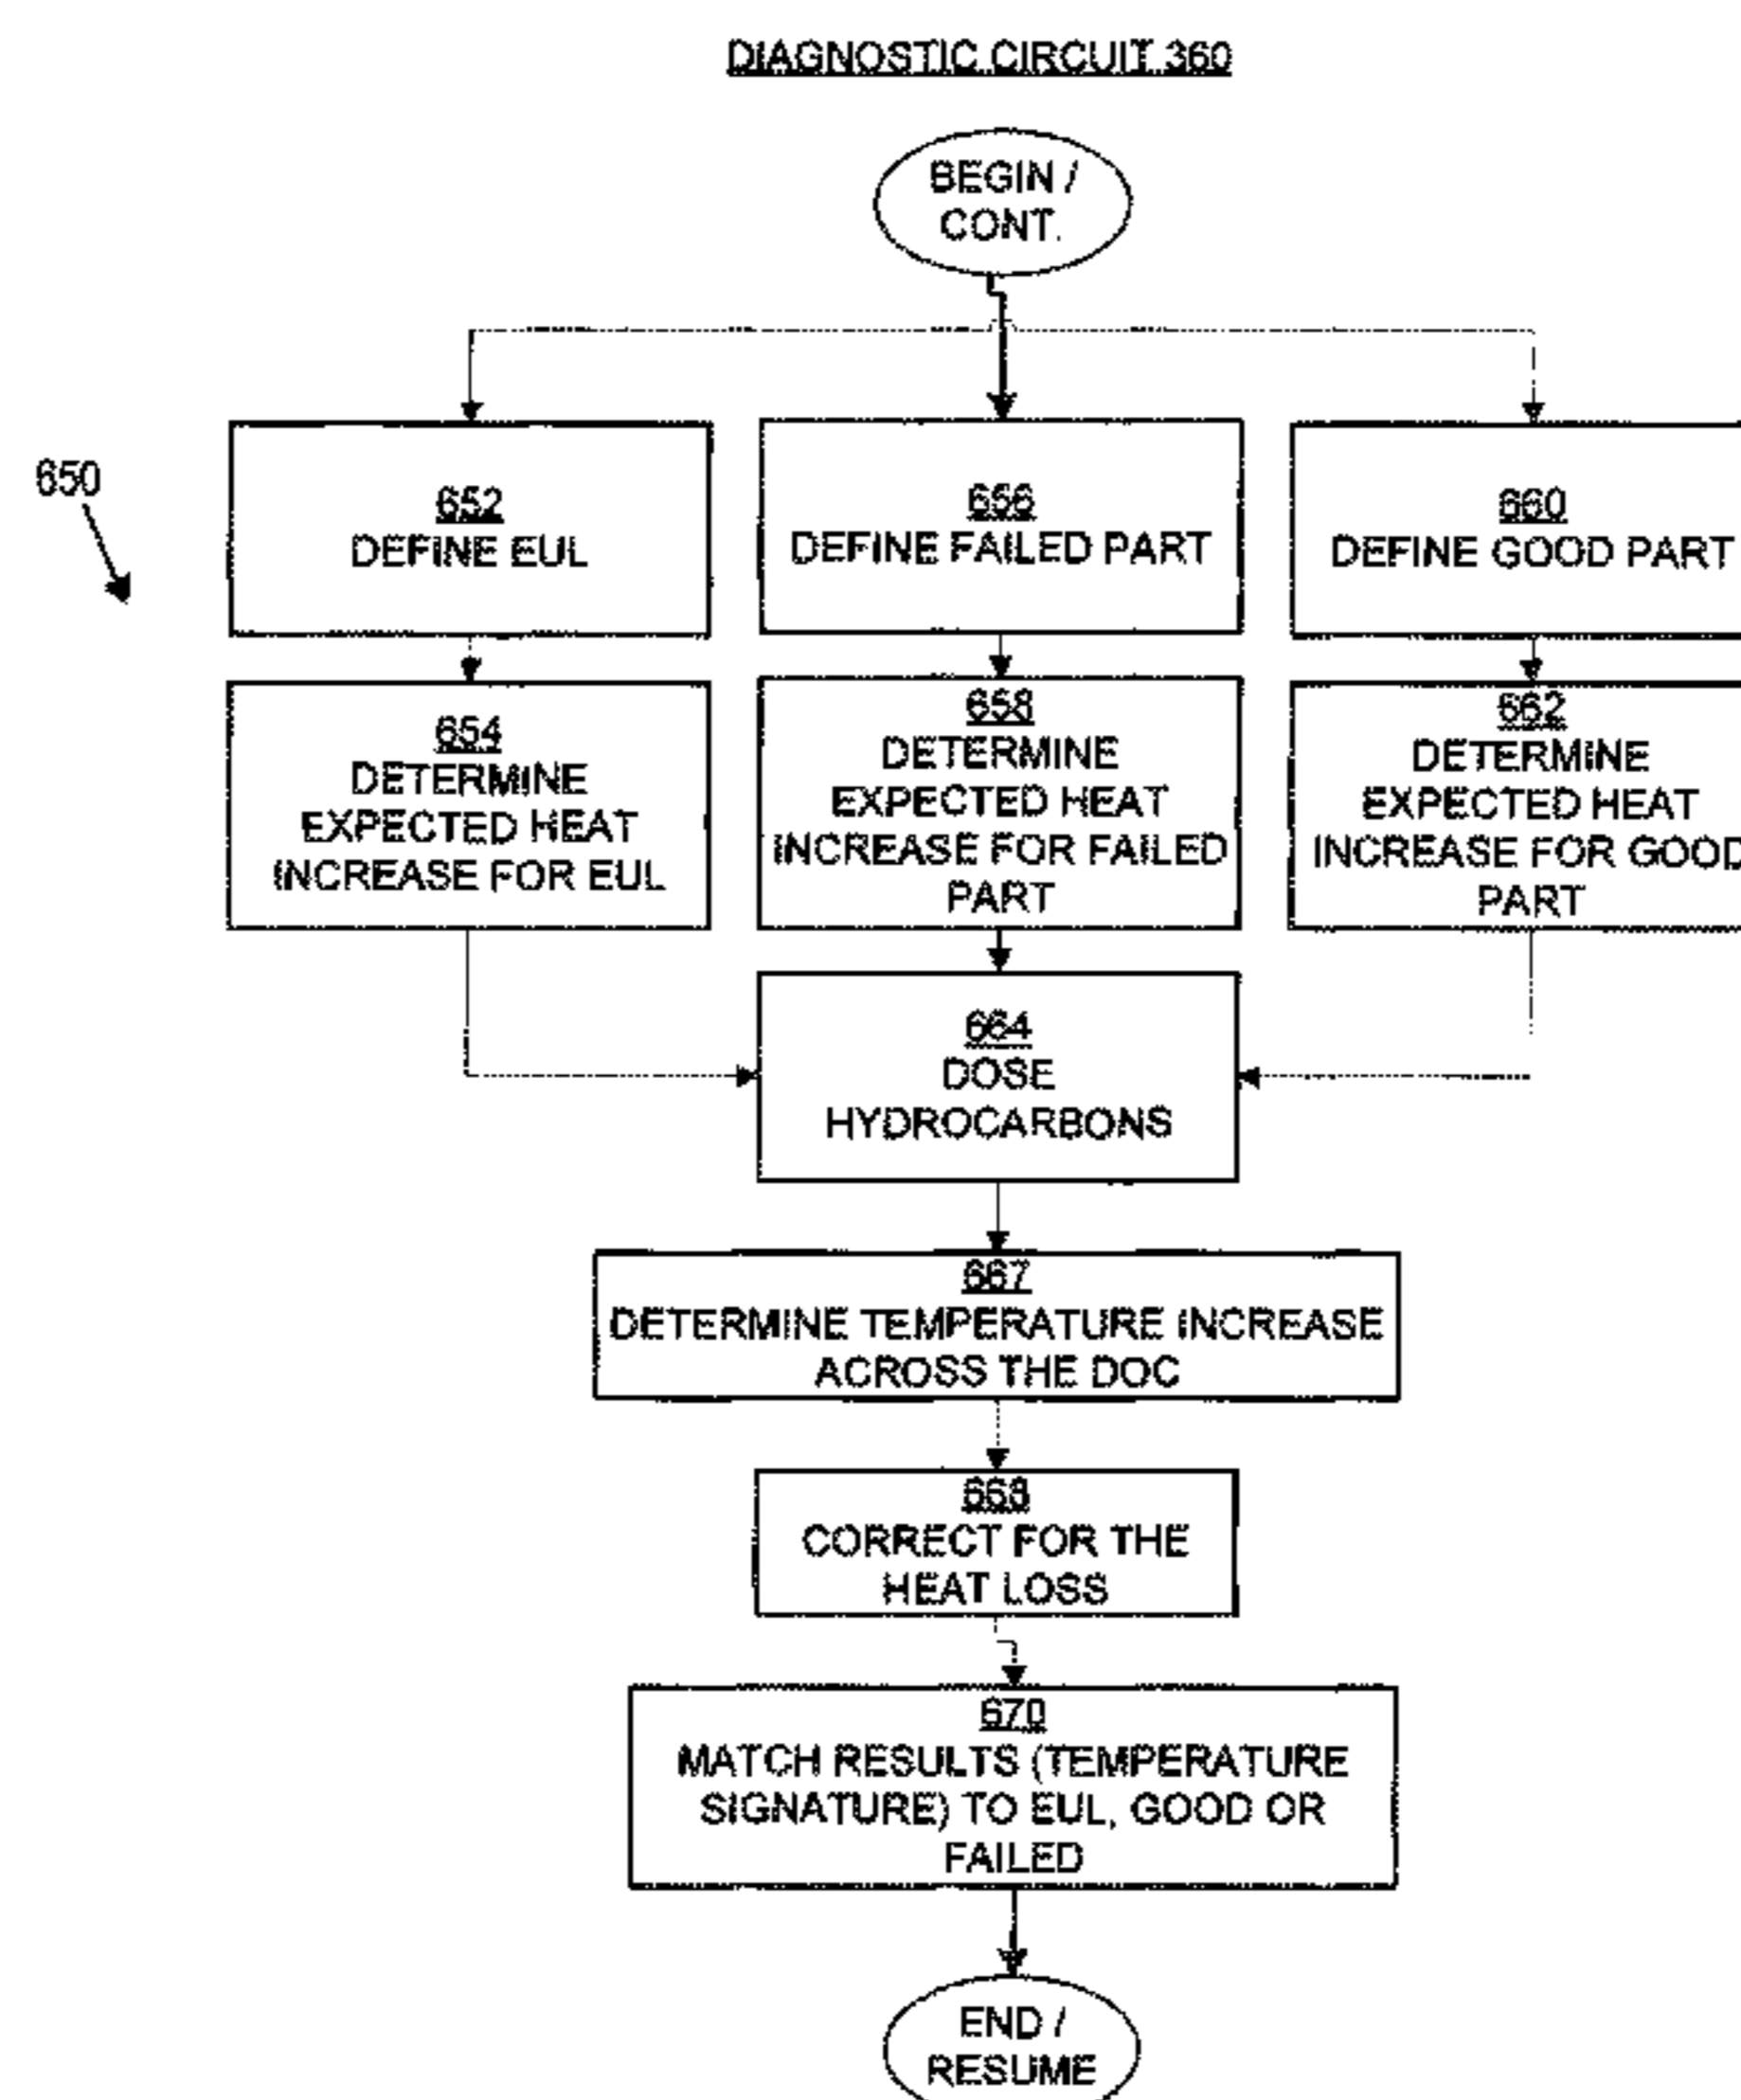 DIAGNOSTIC CIRCUIT 360
BEGIN /
CONT.
650
652
DEFINE EUL
656
DEFINE FAILED PART
660
DEFINE GOOD PART
654
DETERMINE
EXPECTED HEAT
INCREASE FOR EUL
658
DETERMINE
EXPECTED HEAT
INCREASE FOR FAILED
PART
662
DETERMINE
EXPECTED HEAT
INCREASE FOR GOOD
PART
664
DOSE
HYDROCARBONS
667
DETERMINE TEMPERATURE INCREASE
ACROSS THE DOC
668
CORRECT FOR THE
HEAT LOSS
670
MATCH RESULTS (TEMPERATURE
SIGNATURE) TO EUL, GOOD OR
FAILED
END /
RESUME